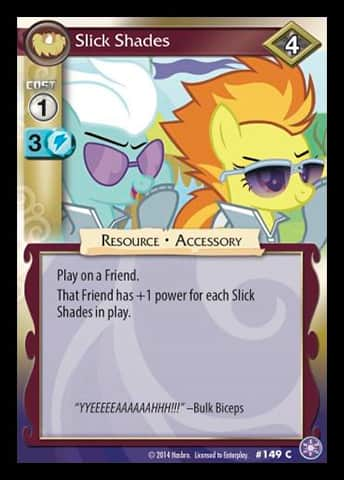 Slick Shades
4
COST
1
3
RESOURCE • ACCESSORY
Play on a Friend.
That Friend has +1 power for each Slick
Shades in play.
“YYEEEEEAAAAAAHHH!!!” –Bulk Biceps
© 2014 Hasbro. Licensed to Enterplay. #149 C